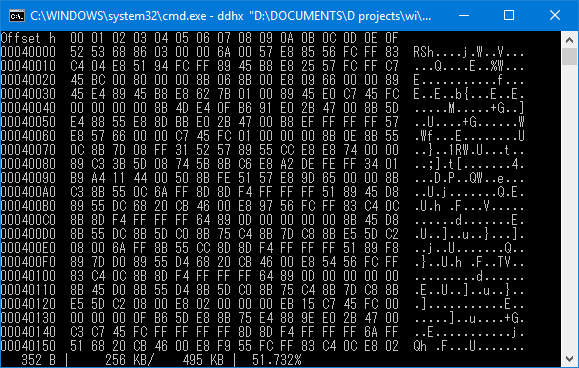 C:\WINDOWS\system32\cmd.exe - ddhx "D:\DOCUMENTS\D projects\wi\...
Offset h  00 01 02 03 04 05 06 07 08 09 0A 0B 0C 0D 0E 0F
00040000  52 53 68 86 03 00 00 6A 00 57 E8 85 56 FC FF 83  RSh....j.W..V...
00040010  C4 04 E8 51 94 FC FF 89 45 B8 E8 25 57 FC FF C7  ...Q....E..%W...
00040020  45 BC 00 80 00 00 8B 06 8B B8 E8 09 66 00 00 89  E...........f...
00040030  45 E4 89 45 B8 E8 62 7B 01 00 89 45 E0 C7 45 FC  E..E..b{...E..E.
00040040  00 00 00 00 8B 4D E4 0F B6 91 E0 2B 47 00 8B 5D  .....M.....+G..]
00040050  E4 88 55 E8 8D BB E0 2B 47 00 B8 EF FF FF FF 57  ..U....+G......W
00040060  E8 57 66 00 00 C7 45 FC 01 00 00 00 8B 0E 8B 55  .Wf...E........U
00040070  0C 8B 7D 08 FF 31 52 57 89 55 CC E8 E8 74 00 00  ..}..1RW.U...t..
00040080  89 C3 3B 5D 08 74 5B 8B C6 E8 A2 DE FE FF 34 01  ..;].t[.......4.
00040090  B9 A4 11 44 00 50 8B FE 51 57 E8 9D 65 00 00 8B  ...D.P..QW..e...
000400A0  C3 8B 55 0C 6A FF 8D 8D F4 FF FF FF 51 89 45 D8  ..U.j.......Q.E.
000400B0  89 55 DC 68 20 CB 46 00 E8 97 56 FC FF 83 C4 0C  .U.h .F...V.....
000400C0  8B 8D F4 FF FF FF 64 89 0D 00 00 00 00 8B 45 D8  ......d.......E.
000400D0  8B 55 DC 8B 5D C0 8B 75 C4 8B 7D C8 8B E5 5D C2  .U..]..u..}...].
000400E0  08 00 6A FF 8B 55 CC 8D 8D F4 FF FF FF 51 89 F8  ..j..U.......Q..
000400F0  89 7D D0 89 55 D4 68 20 CB 46 00 E8 54 56 FC FF  .}..U.h .F..TV..
00040100  83 C4 0C 8B 8D F4 FF FF FF 64 89 0D 00 00 00 00  .........d......
00040110  8B 45 D0 8B 55 D4 8B 5D C0 8B 75 C4 8B 7D C8 8B  .E..U..]..u..}..
00040120  E5 5D C2 08 00 E8 02 00 00 00 EB 15 C7 45 FC 00  .]...........E..
00040130  00 00 00 8B 5D E8 8B 75 E4 88 9E E0 2B 47 00     ....]..u....+G.
00040140  C3 C7 45 FC FF FF FF FF 8D 8D F4 FF FF FF 6A FF  ..E...........j.
00040150  51 68 20 CB 46 00 E8 F9 55 FC FF 83 C4 0C E8 02  Qh .F...U.......
352 B |     256 KB/    495 KB |  51.732%